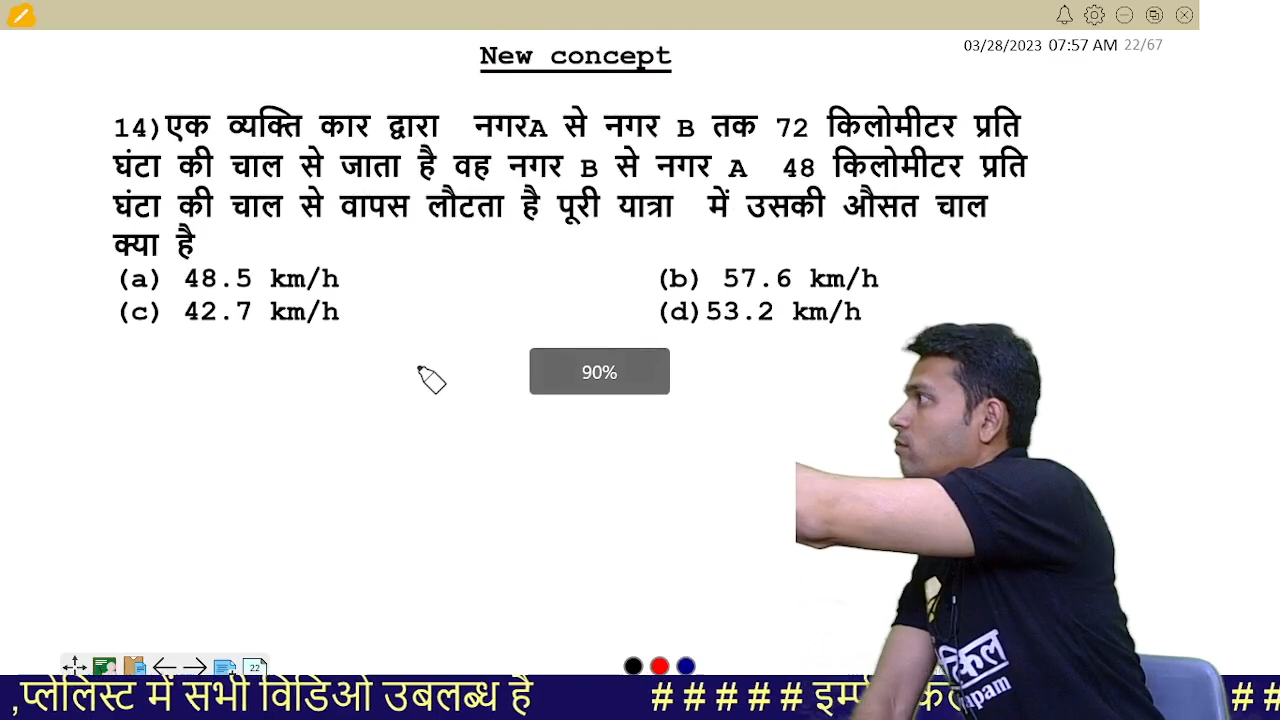 03/28/2023 07:57 AM 22/67
New concept
14)एक व्यक्ति कार द्वारा नगरA से नगर B तक 72 किलोमीटर प्रति
घंटा की चाल से जाता है वह नगर B से नगर A 48 किलोमीटर प्रति
घंटा की चाल से वापस लौटता है पूरी यात्रा में उसकी औसत चाल
क्या है
(a) 48.5 km/h (b) 57.6 km/h
(c) 42.7 km/h (d)53.2 km/h
90%
22
,प्लेलिस्ट में सभी विडिओ उबलब्ध है # # # # # # #